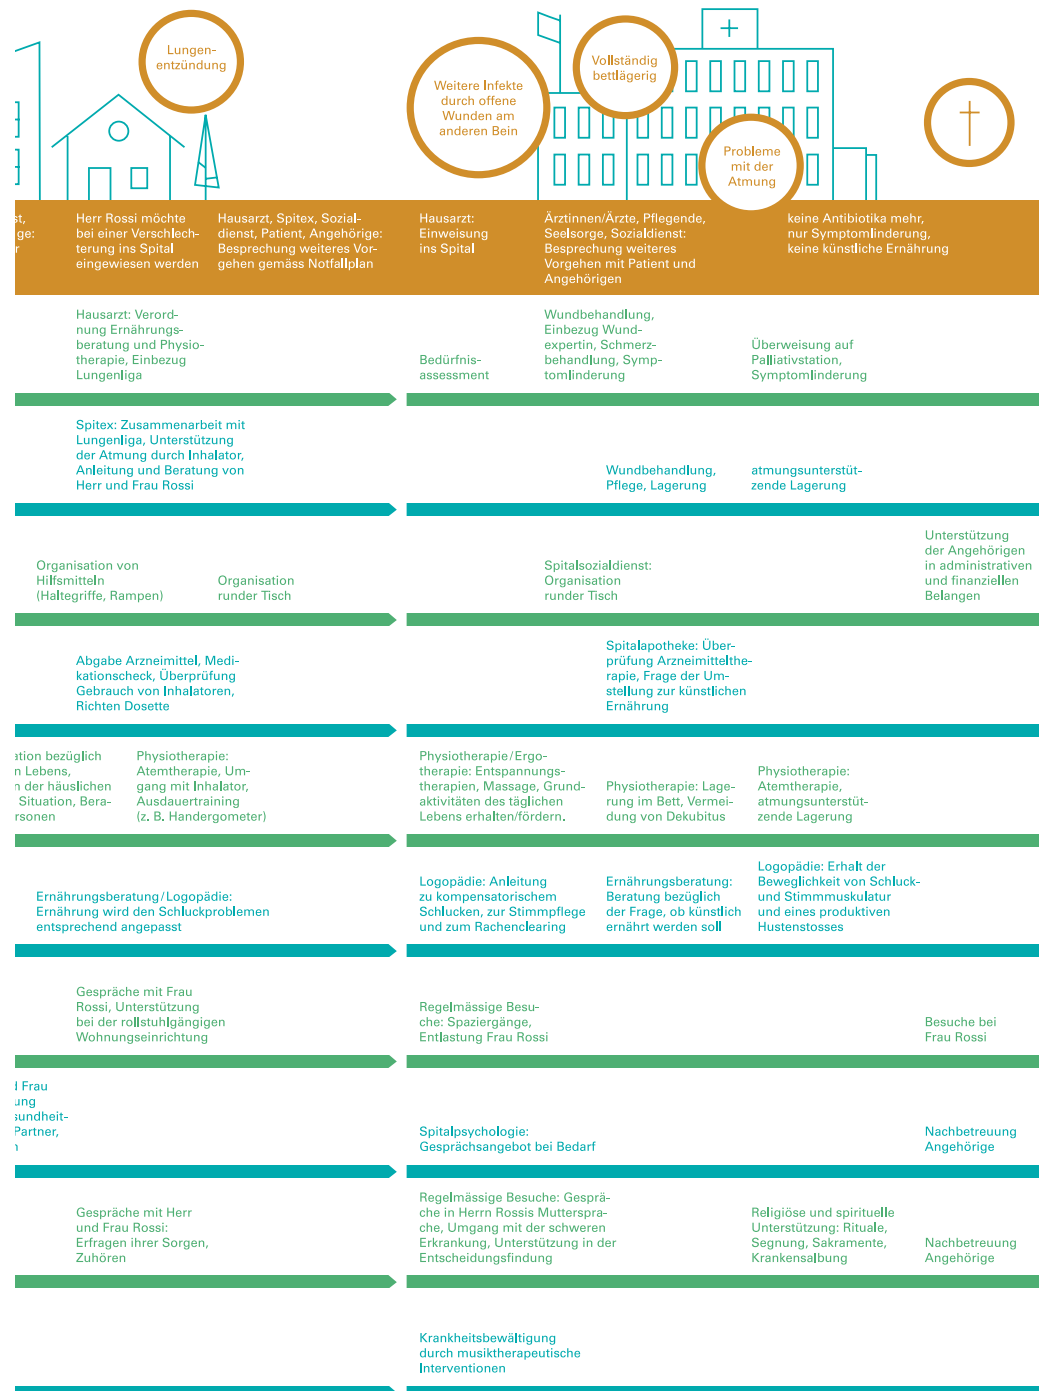 Lungen-
entzündung
Weitere Infekte
durch offene
Wunden am
anderen Bein
Vollständig
bettlägerig
Probleme
mit der
Atmung
Herr Rossi möchte
bei einer Verschlech-
terung ins Spital
eingewiesen werden
Hausarzt, Spitex, Sozial-
dienst, Patient, Angehörige:
Besprechung weiteres Vor-
gehen gemäss Notfallplan
Hausarzt:
Einweisung
ins Spital
Ärztinnen/Ärzte, Pflegende,
Seelsorge, Sozialdienst:
Besprechung weiteres
Vorgehen mit Patient und
Angehörigen
keine Antibiotika mehr,
nur Symptomlinderung,
keine künstliche Ernährung
Hausarzt: Verord-
nung Ernährungs-
beratung und Physio-
therapie, Einbezug
Lungenliga
Bedürfnis-
assessment
Wundbehandlung,
Einbezug Wund-
expertin, Schmerz-
behandlung, Symp-
tomlinderung
Überweisung auf
Palliativstation,
Symptomlinderung
Spitex: Zusammenarbeit mit
Lungenliga, Unterstützung
der Atmung durch Inhalator,
Anleitung und Beratung von
Herr und Frau Rossi
Wundbehandlung,
Pflege, Lagerung
atmungsunterstüt-
zende Lagerung
Organisation von
Hilfsmitteln
(Haltegriffe, Rampen)
Organisation
runder Tisch
Spitalsozialdienst:
Organisation
runder Tisch
Unterstützung
der Angehörigen
in administrativen
und finanziellen
Belangen
Abgabe Arzneimittel, Medi-
kationscheck, Überprüfung
Gebrauch von Inhalatoren,
Richten Dosette
Spitalapotheke: Über-
prüfung Arzneimittelthe-
rapie, Frage der Um-
stellung zur künstlichen
Ernährung
bezüglich
Lebens,
der häuslichen
Situation, Bera-
Physiotherapie:
Atemtherapie, Um-
gang mit Inhalator,
Ausdauertraining
(z. B. Handergometer)
Physiotherapie/Ergo-
therapie: Entspannungs-
therapien, Massage, Grund-
aktivitäten des täglichen
Lebens erhalten/fördern.
Physiotherapie: Lage-
rung im Bett, Vermei-
dung von Dekubitus
Physiotherapie:
Atemtherapie,
atmungsunterstüt-
zende Lagerung
Ernährungsberatung/Logopädie:
Ernährung wird den Schluckproblemen
entsprechend angepasst
Logopädie: Anleitung
zu kompensatorischem
Schlucken, zur Stimmpflege
und zum Rachenclearing
Ernährungsberatung:
Beratung bezüglich
der Frage, ob künstlich
ernährt werden soll
Logopädie: Erhalt der
Beweglichkeit von Schluck-
und Stimmmuskulatur
und eines produktiven
Hustenstosses
Gespräche mit Frau
Rossi, Unterstützung
bei der rollstuhlgängigen
Wohnungseinrichtung
Regelmässige Besu-
che: Spaziergänge,
Entlastung Frau Rossi
Besuche bei
Frau Rossi
Frau
Partner,
Spitalpsychologie:
Gesprächsangebot bei Bedarf
Nachbetreuung
Angehörige
Gespräche mit Herr
und Frau Rossi:
Erfragen ihrer Sorgen,
Zuhören
Regelmässige Besuche: Gesprä-
che in Herrn Rossis Mutterspra-
che, Umgang mit der schweren
Erkrankung, Unterstützung in der
Entscheidungsfindung
Religiöse und spirituelle
Unterstützung: Rituale,
Segnung, Sakramente,
Krankensalbung
Nachbetreuung
Angehörige
Krankheitsbewältigung
durch musiktherapeutische
Interventionen